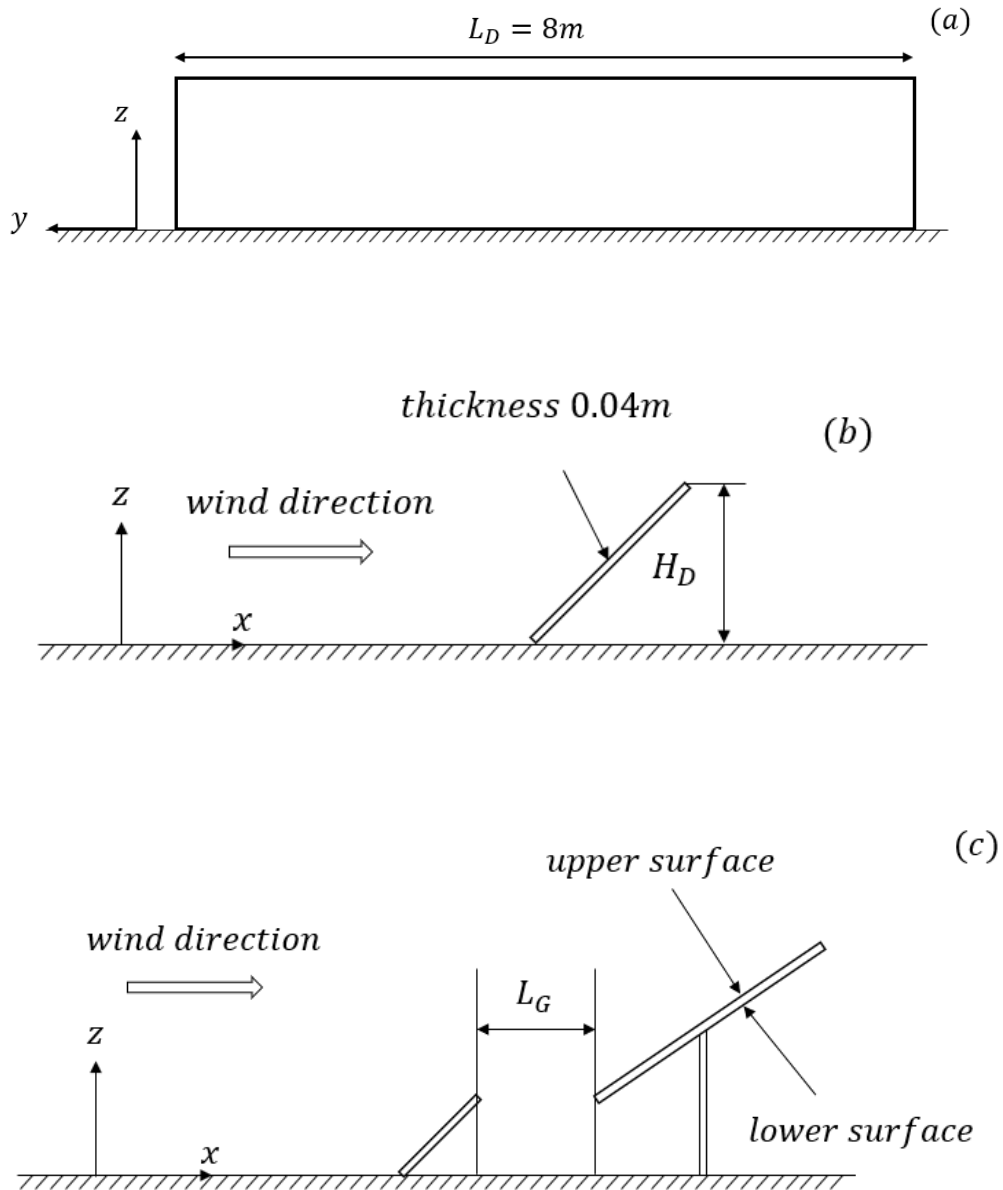 (a)
L_D = 8m
z
y
thickness 0.04m
(b)
z
wind direction
H_D
x
(c)
upper surface
wind direction
L_G
z
lower surface
x